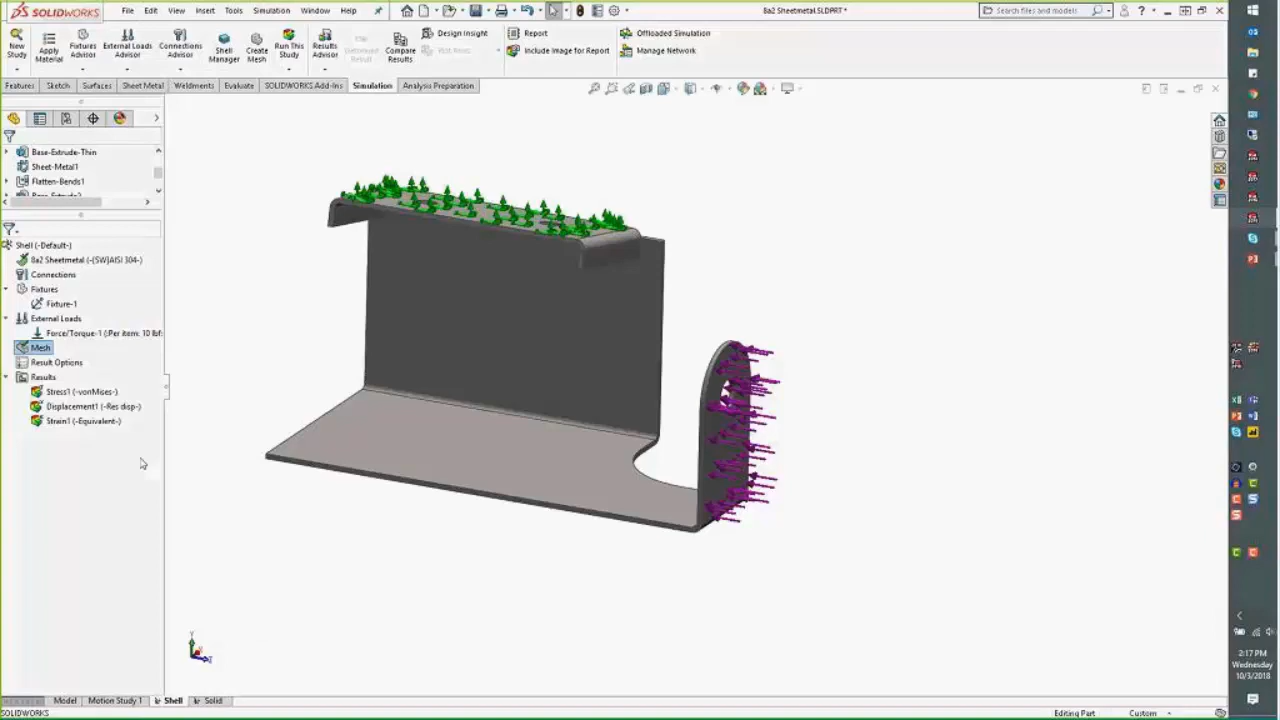 SOLIDWORKS File Edit View Insert Tools Simulation Window Help 8a2 Sheetmetal.SLDPRT * Search files and models
New Study
Apply Material
Fixtures Advisor
External Loads Advisor
Connections Advisor
Shell Manager
Create Mesh
Run This Study
Results Advisor
Deformed Result
Compare Results
Design Insight
Plot Tools
Report
Include Image for Report
Offloaded Simulation
Manage Network
Features Sketch Surfaces Sheet Metal Weldments Evaluate SOLIDWORKS Add-Ins Simulation Analysis Preparation
Base-Extrude-Thin
Sheet-Metal1
Flatten-Bends1
Shell (-Default-)
8a2 Sheetmetal (-[SW]AISI 304-)
Connections
Fixtures
Fixture-1
External Loads
Force/Torque-1 (:Per item: 10 lbf:
Mesh
Result Options
Results
Stress1 (-vonMises-)
Displacement1 (-Res disp-)
Strain1 (-Equivalent-)
Y
Z
Model Motion Study 1 Shell Solid
SOLIDWORKS Editing Part Custom
2:17 PM
Wednesday
10/3/2018